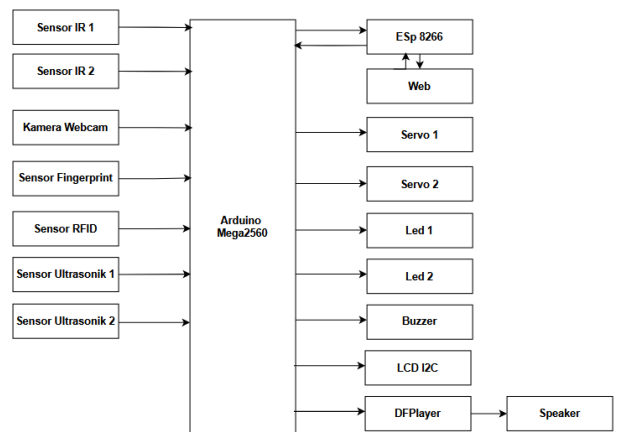 Sensor IR 1
Sensor IR 2
Kamera Webcam
Sensor Fingerprint
Sensor RFID
Sensor Ultrasonik 1
Sensor Ultrasonik 2
Arduino
Mega2560
ESp 8266
Web
Servo 1
Servo 2
Led 1
Led 2
Buzzer
LCD I2C
DFPlayer
Speaker